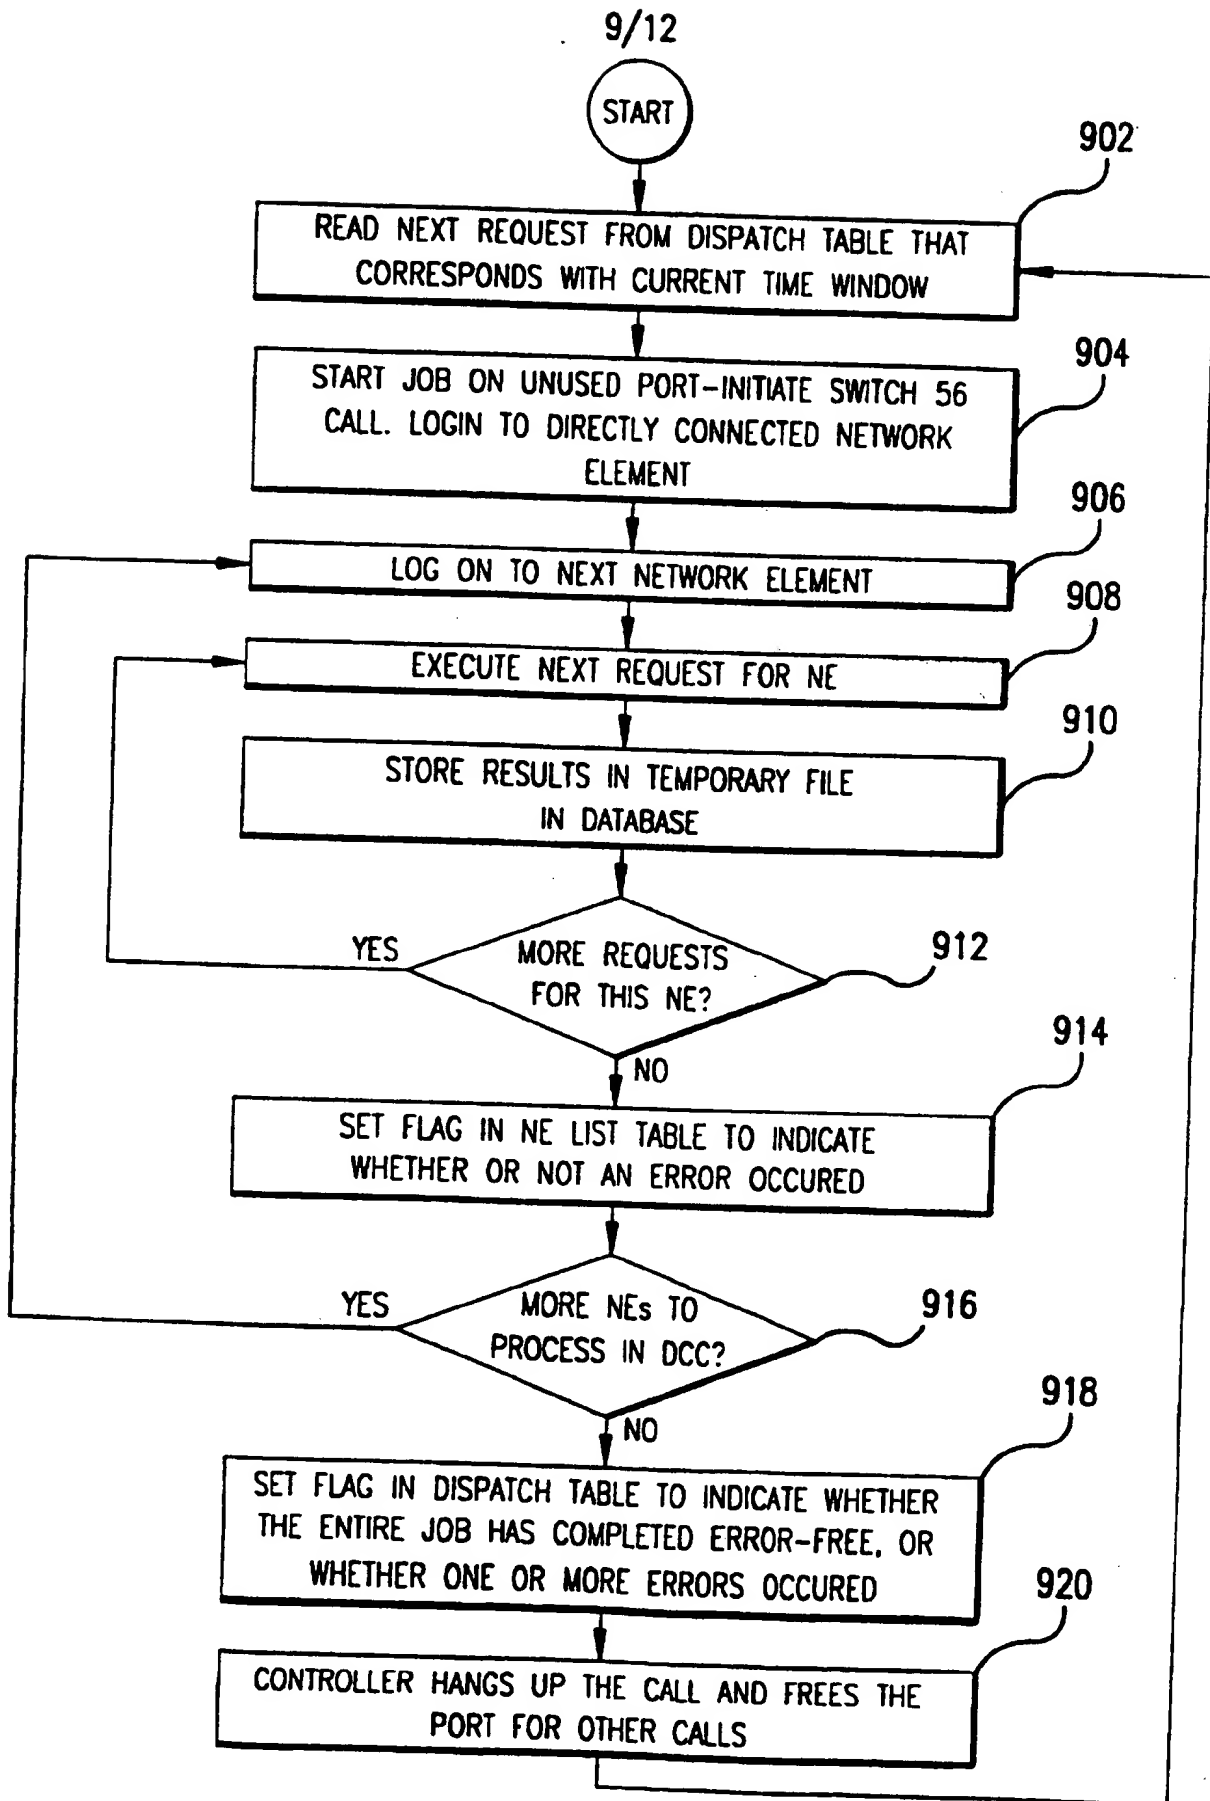 9/12
START
902
READ NEXT REQUEST FROM DISPATCH TABLE THAT
CORRESPONDS WITH CURRENT TIME WINDOW
904
START JOB ON UNUSED PORT-INITIATE SWITCH 56
CALL. LOGIN TO DIRECTLY CONNECTED NETWORK
ELEMENT
906
LOG ON TO NEXT NETWORK ELEMENT
908
EXECUTE NEXT REQUEST FOR NE
910
STORE RESULTS IN TEMPORARY FILE
IN DATABASE
912
YES
MORE REQUESTS
FOR THIS NE?
NO
914
SET FLAG IN NE LIST TABLE TO INDICATE
WHETHER OR NOT AN ERROR OCCURED
916
YES
MORE NEs TO
PROCESS IN DCC?
NO
918
SET FLAG IN DISPATCH TABLE TO INDICATE WHETHER
THE ENTIRE JOB HAS COMPLETED ERROR-FREE, OR
WHETHER ONE OR MORE ERRORS OCCURED
920
CONTROLLER HANGS UP THE CALL AND FREES THE
PORT FOR OTHER CALLS